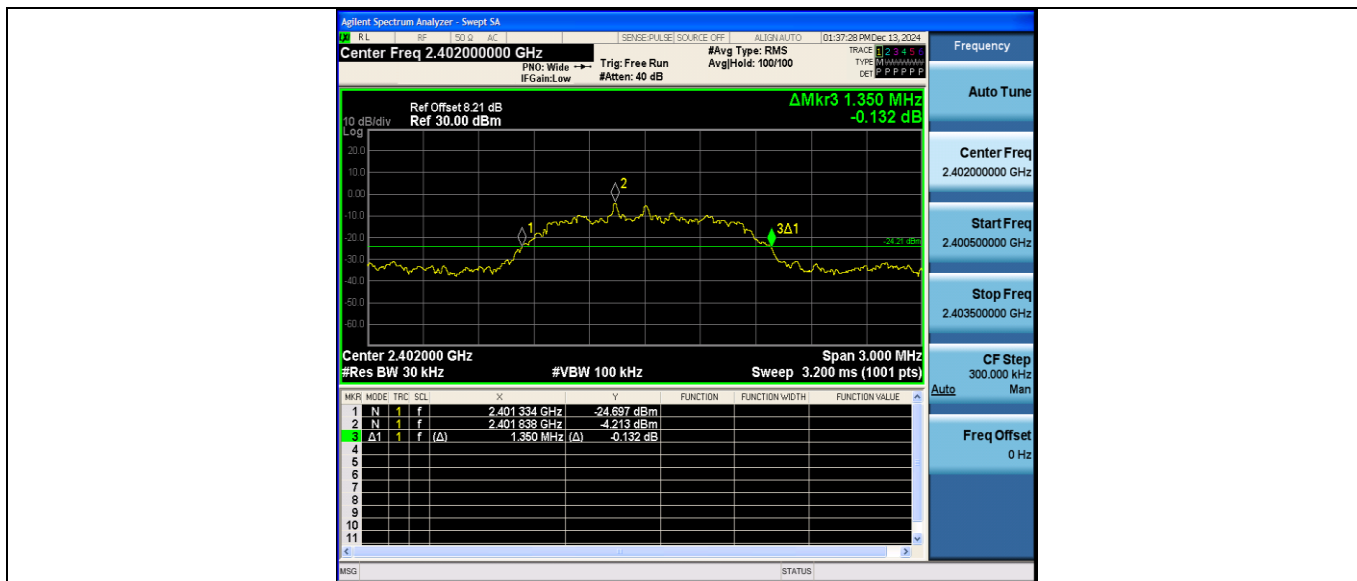 Agilent Spectrum Analyzer - Swept SA
RL RF 50 Ω AC SENSE:PULSE SOURCE OFF ALIGN AUTO 01:37:28 PM Dec 13, 2024
Center Freq 2.402000000 GHz
PNO: Wide
IFGain:Low
Trig: Free Run
#Atten: 40 dB
#Avg Type: RMS
Avg|Hold: 100/100
TRACE 1 2 3 4 5 6
TYPE M
DET P P P P P P
Ref Offset 8.21 dB
10 dB/div Ref 30.00 dBm
Log
ΔMkr3 1.350 MHz
-0.132 dB
20.0
10.0
0.00
-10.0
-20.0
-30.0
-40.0
-50.0
-60.0
1
2
3Δ1
-24.21 dBm
Center 2.402000 GHz Span 3.000 MHz
#Res BW 30 kHz #VBW 100 kHz Sweep 3.200 ms (1001 pts)
MKR MODE TRC SCL X Y FUNCTION FUNCTION WIDTH FUNCTION VALUE
1 N 1 f 2.401 334 GHz -24.697 dBm
2 N 1 f 2.401 838 GHz -4.213 dBm
3 Δ1 1 f (Δ) 1.350 MHz (Δ) -0.132 dB
4
5
6
7
8
9
10
11
MSG STATUS
Frequency
Auto Tune
Center Freq
2.402000000 GHz
Start Freq
2.400500000 GHz
Stop Freq
2.403500000 GHz
CF Step
300.000 kHz
Auto Man
Freq Offset
0 Hz